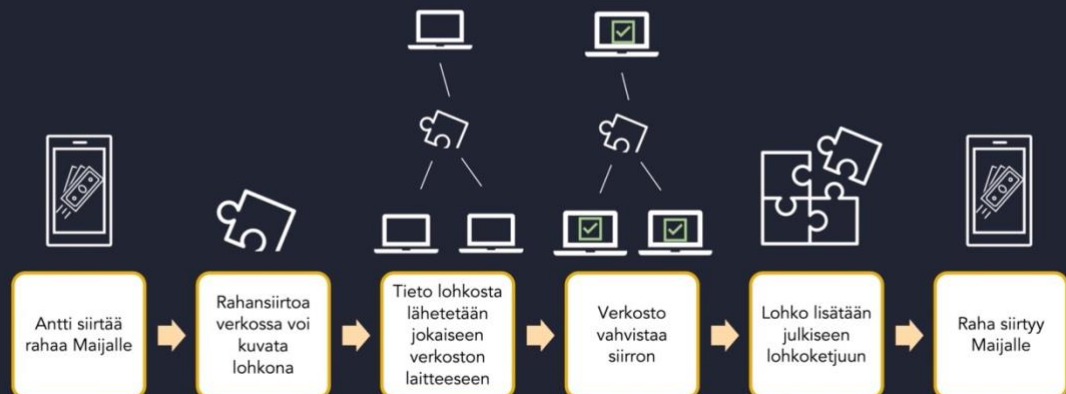 Antti siirtää
rahaa Maijalle
Rahansiirtoa
verkossa voi
kuvata
lohkona
Tieto lohkosta
lähetetään
jokaiseen
verkoston
laitteeseen
Verkosto
vahvistaa
siirron
Lohko lisätään
julkiseen
lohkoketjuun
Raha siirtyy
Maijalle